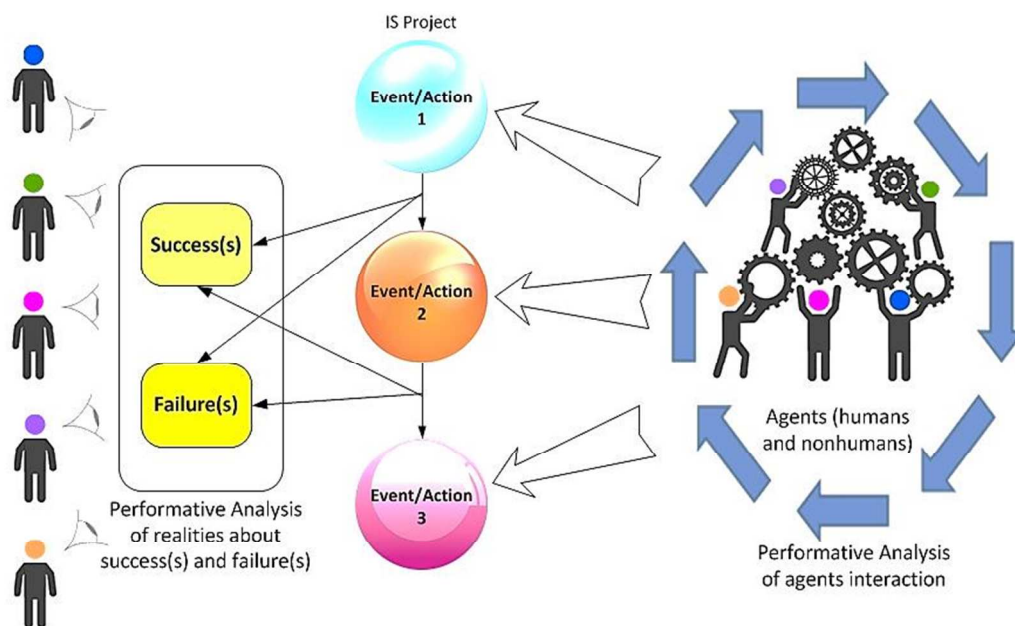 IS Project
Event/Action
1
Success(s)
Event/Action
2
Failure(s)
Agents (humans
and nonhumans)
Event/Action
3
Performative Analysis
of realities about
success(s) and failure(s)
Performative Analysis
of agents interaction